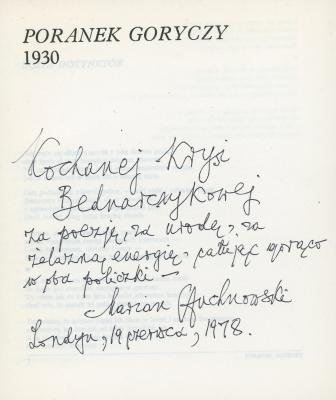 PORANEK GORYCZY
1930
Kochanej Krysi
Bednarczykowej
za poezję, za urodę, za
żelazną energię, całując gorąco
w oba policzki —
Marian Pachnowski
Londyn, 19 czerwca, 1978.